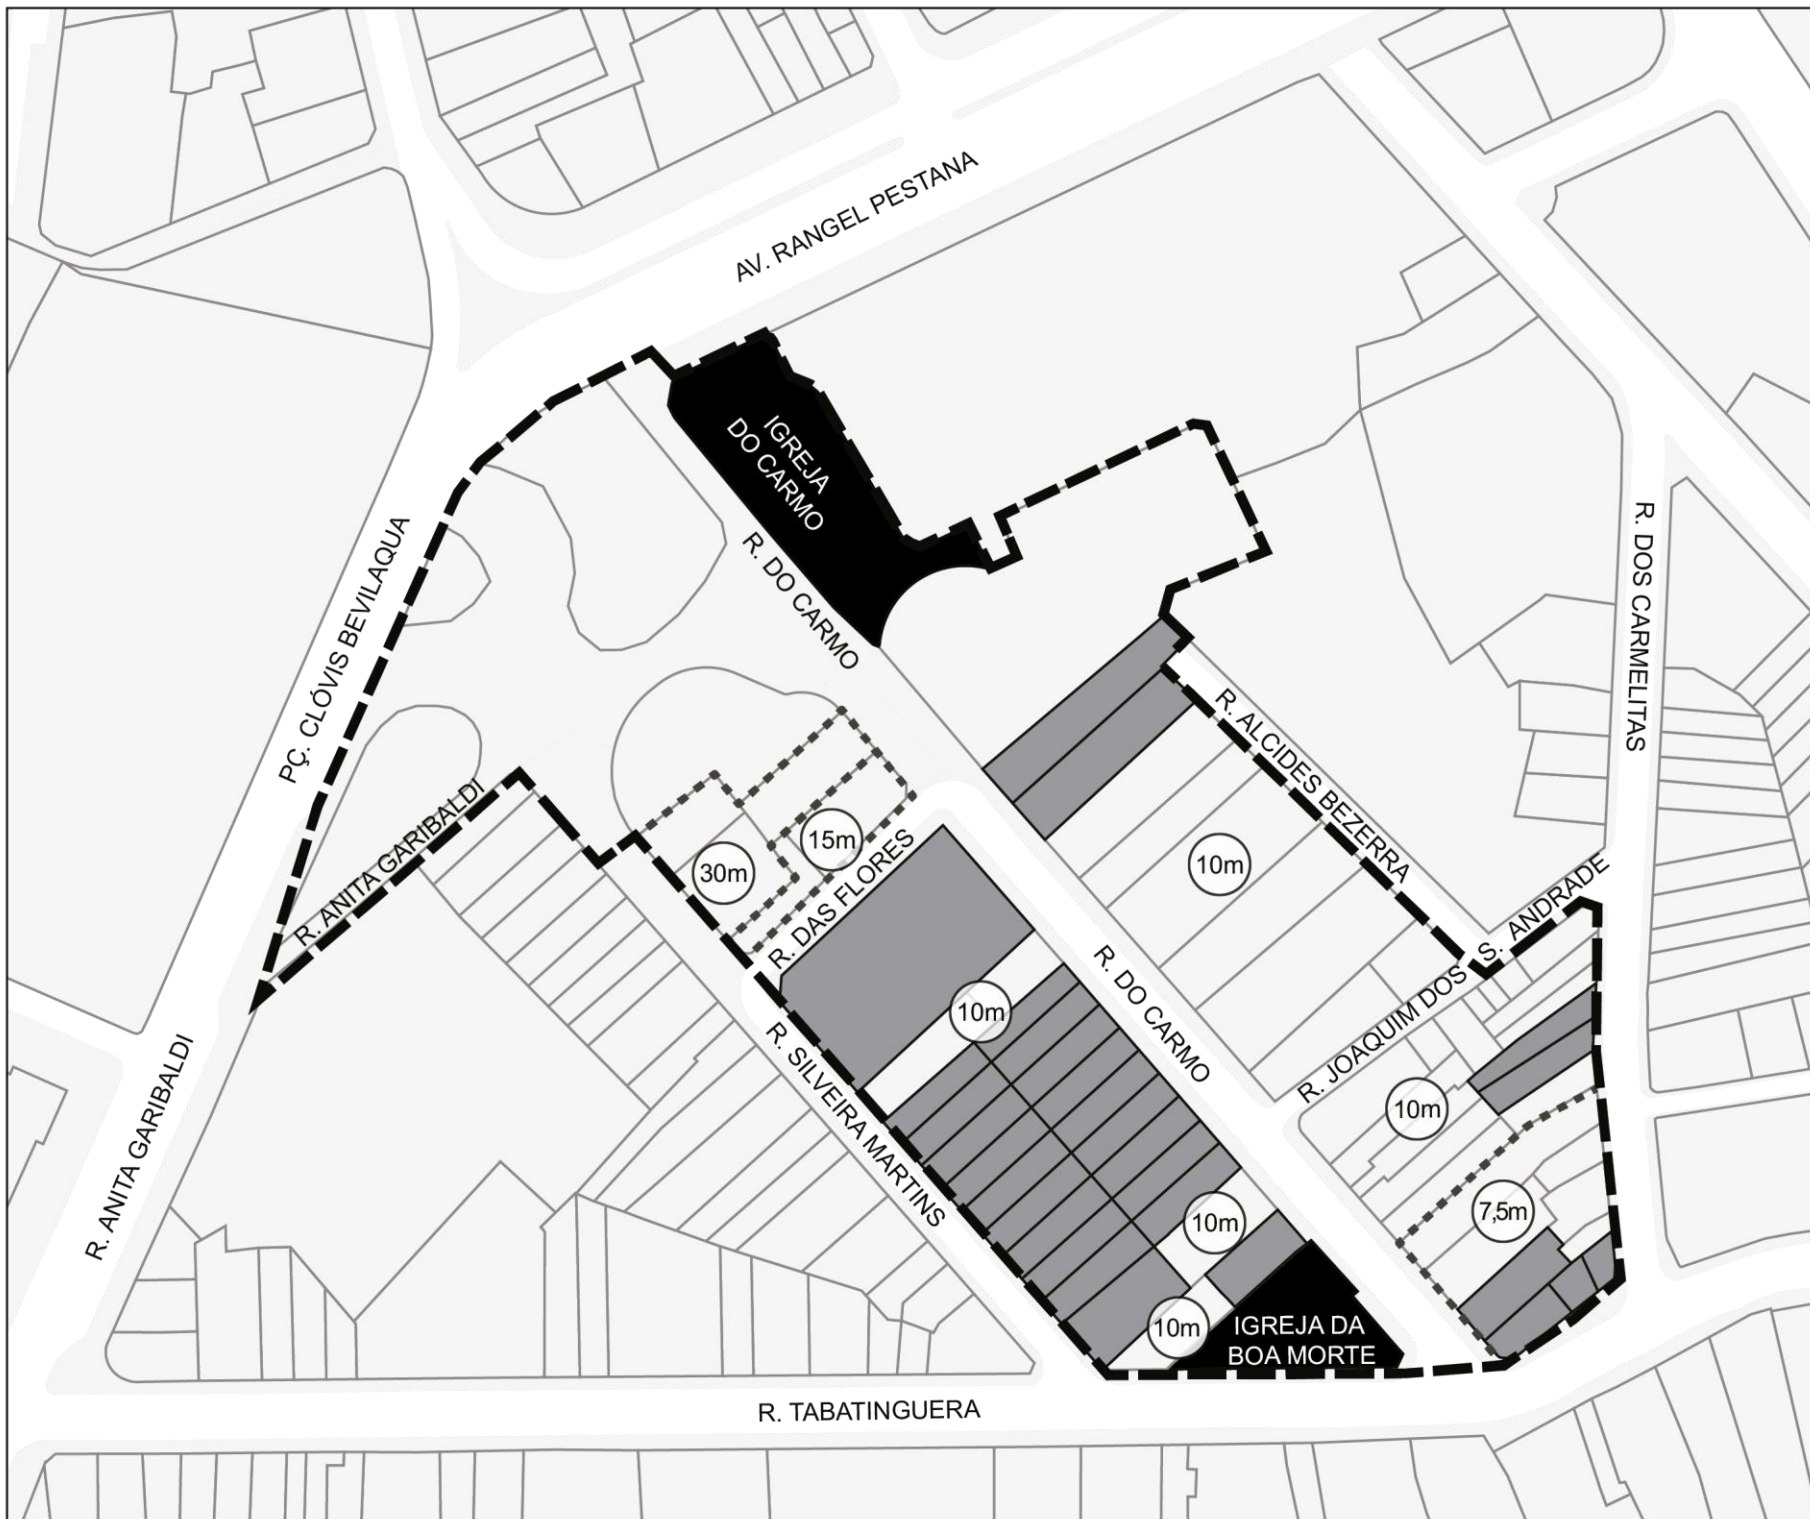 AV. RANGEL PESTANA
IGREJA
DO CARMO
PÇ. CLÓVIS BEVILAQUA
R. DO CARMO
R. DOS CARMELITAS
R. ALCIDES BEZERRA
R. ANITA GARIBALDI
15m
30m
10m
R. DAS FLORES
S. ANDRADE
R. JOAQUIM DOS
R. DO CARMO
10m
R. SILVEIRA MARTINS
R. ANITA GARIBALDI
10m
7,5m
10m
10m
IGREJA DA
BOA MORTE
R. TABATINGUERA